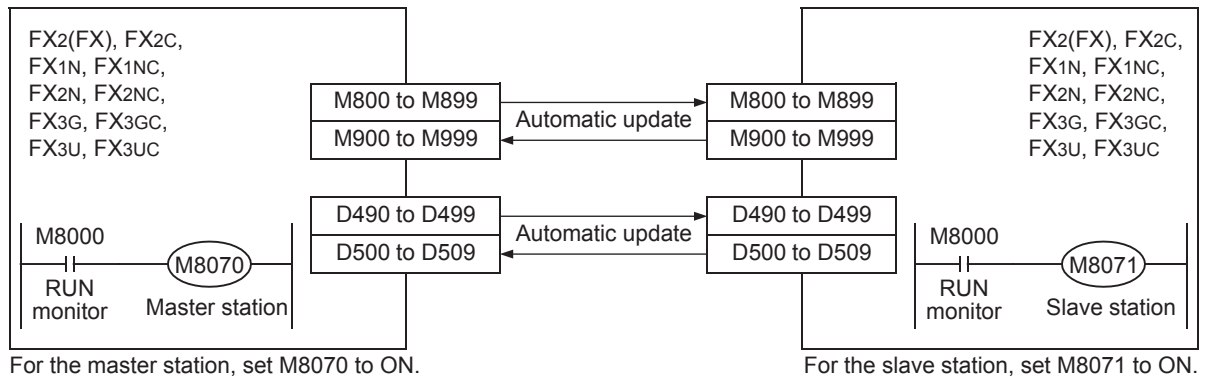 FX2(FX), FX2C,
FX1N, FX1NC,
FX2N, FX2NC,
FX3G, FX3GC,
FX3U, FX3UC
M8000
RUN
monitor
M8070
Master station
M800 to M899
M900 to M999
D490 to D499
D500 to D509
Automatic update
Automatic update
M800 to M899
M900 to M999
D490 to D499
D500 to D509
FX2(FX), FX2C,
FX1N, FX1NC,
FX2N, FX2NC,
FX3G, FX3GC,
FX3U, FX3UC
M8000
RUN
monitor
M8071
Slave station
For the master station, set M8070 to ON.
For the slave station, set M8071 to ON.